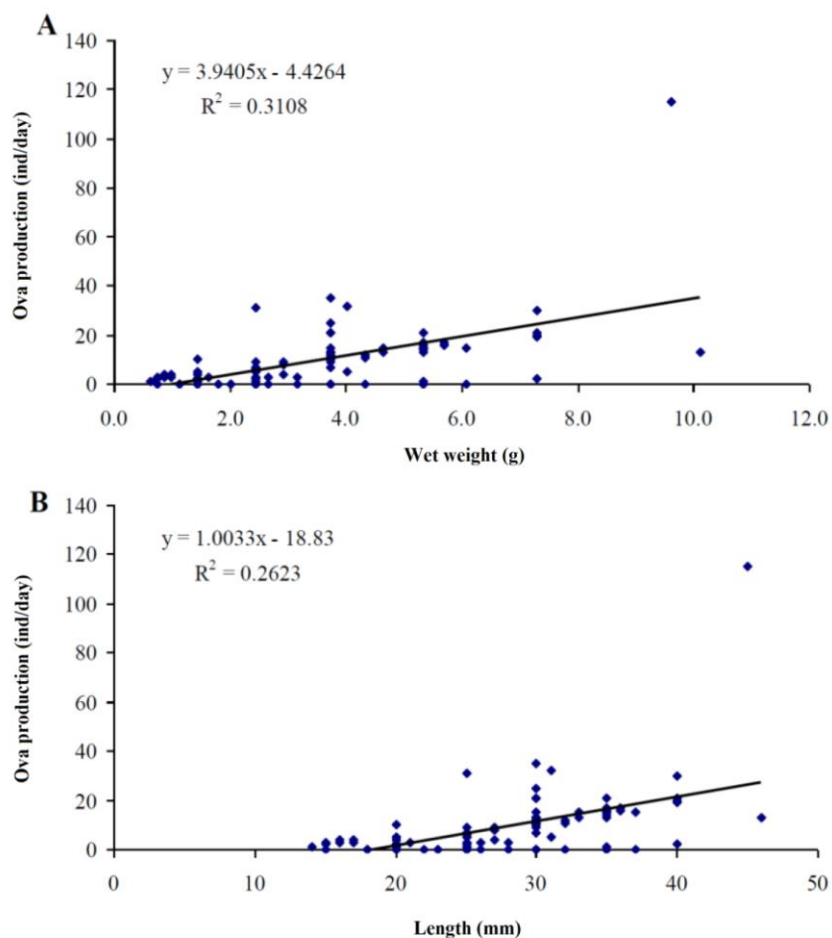 A
140
y = 3.9405x - 4.4264
R² = 0.3108
120
100
80
60
40
20
0
Ova production (ind/day)
0.0 2.0 4.0 6.0 8.0 10.0 12.0
Wet weight (g)
B
140
y = 1.0033x - 18.83
R² = 0.2623
120
100
80
60
40
20
0
Ova production (ind/day)
0 10 20 30 40 50
Length (mm)